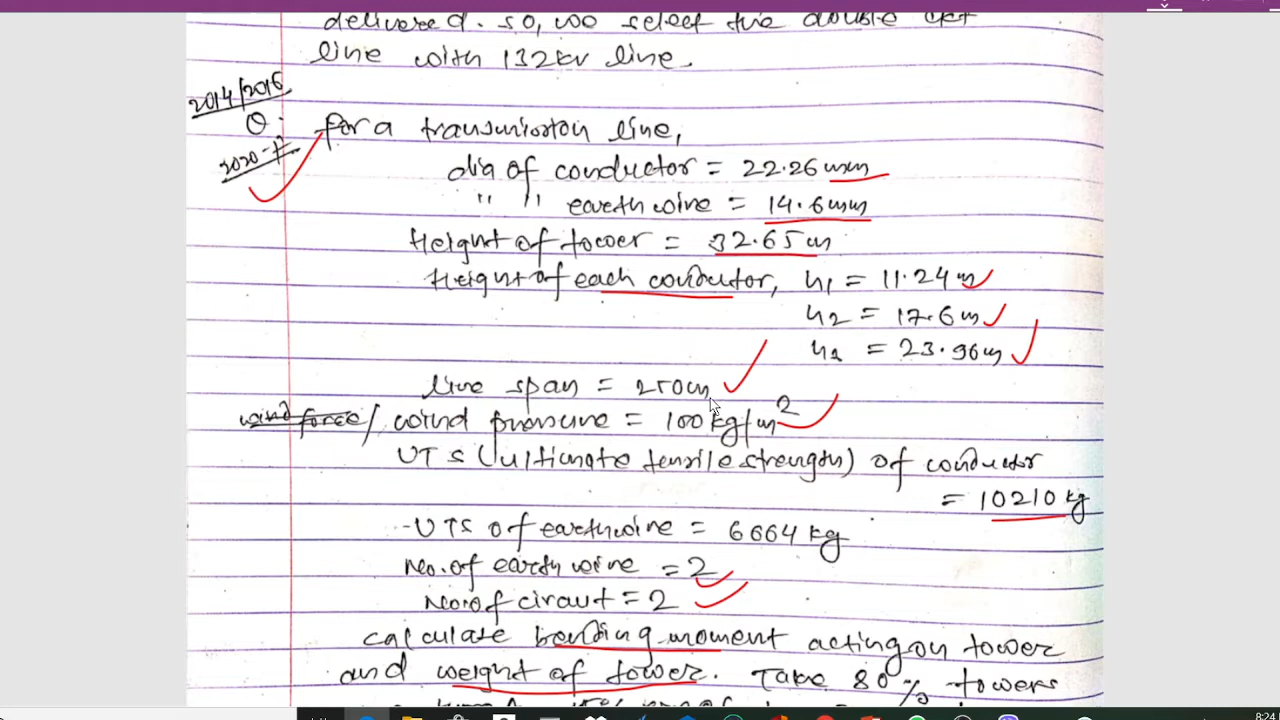 delivered. so, we select the double ckt
line with 132kv line.
2014/2016
Q.
2020-
for a transmission line,
dia of conductor = 22.26 mm
" " earth wire = 14.6 mm
Height of tower = 32.65 m
Height of each conductor, h1 = 11.24 m
h2 = 17.6 m
h3 = 23.96 m
line span = 250 m
wind force / wind pressure = 100 kg/m2
UTS (ultimate tensile strength) of conductor
= 10210 kg
UTS of earth wire = 6664 kg
No. of earth wire = 2
No. of circuit = 2
calculate bending moment acting on tower
and weight of tower. Take 80% towers
8:24